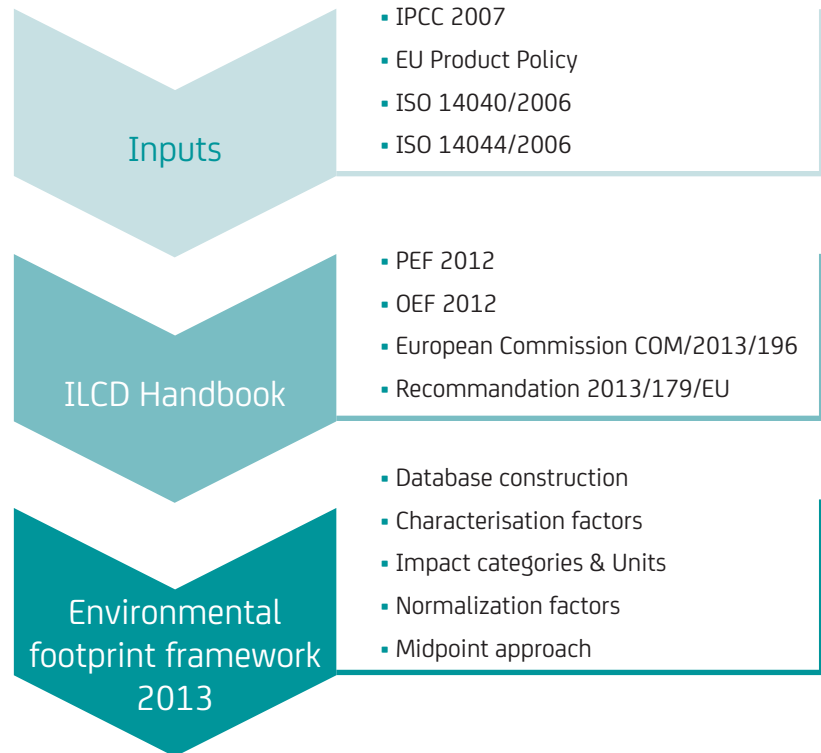 Inputs
▪ IPCC 2007
▪ EU Product Policy
▪ ISO 14040/2006
▪ ISO 14044/2006
ILCD Handbook
▪ PEF 2012
▪ OEF 2012
▪ European Commission COM/2013/196
▪ Recommandation 2013/179/EU
Environmental
footprint framework
2013
▪ Database construction
▪ Characterisation factors
▪ Impact categories & Units
▪ Normalization factors
▪ Midpoint approach